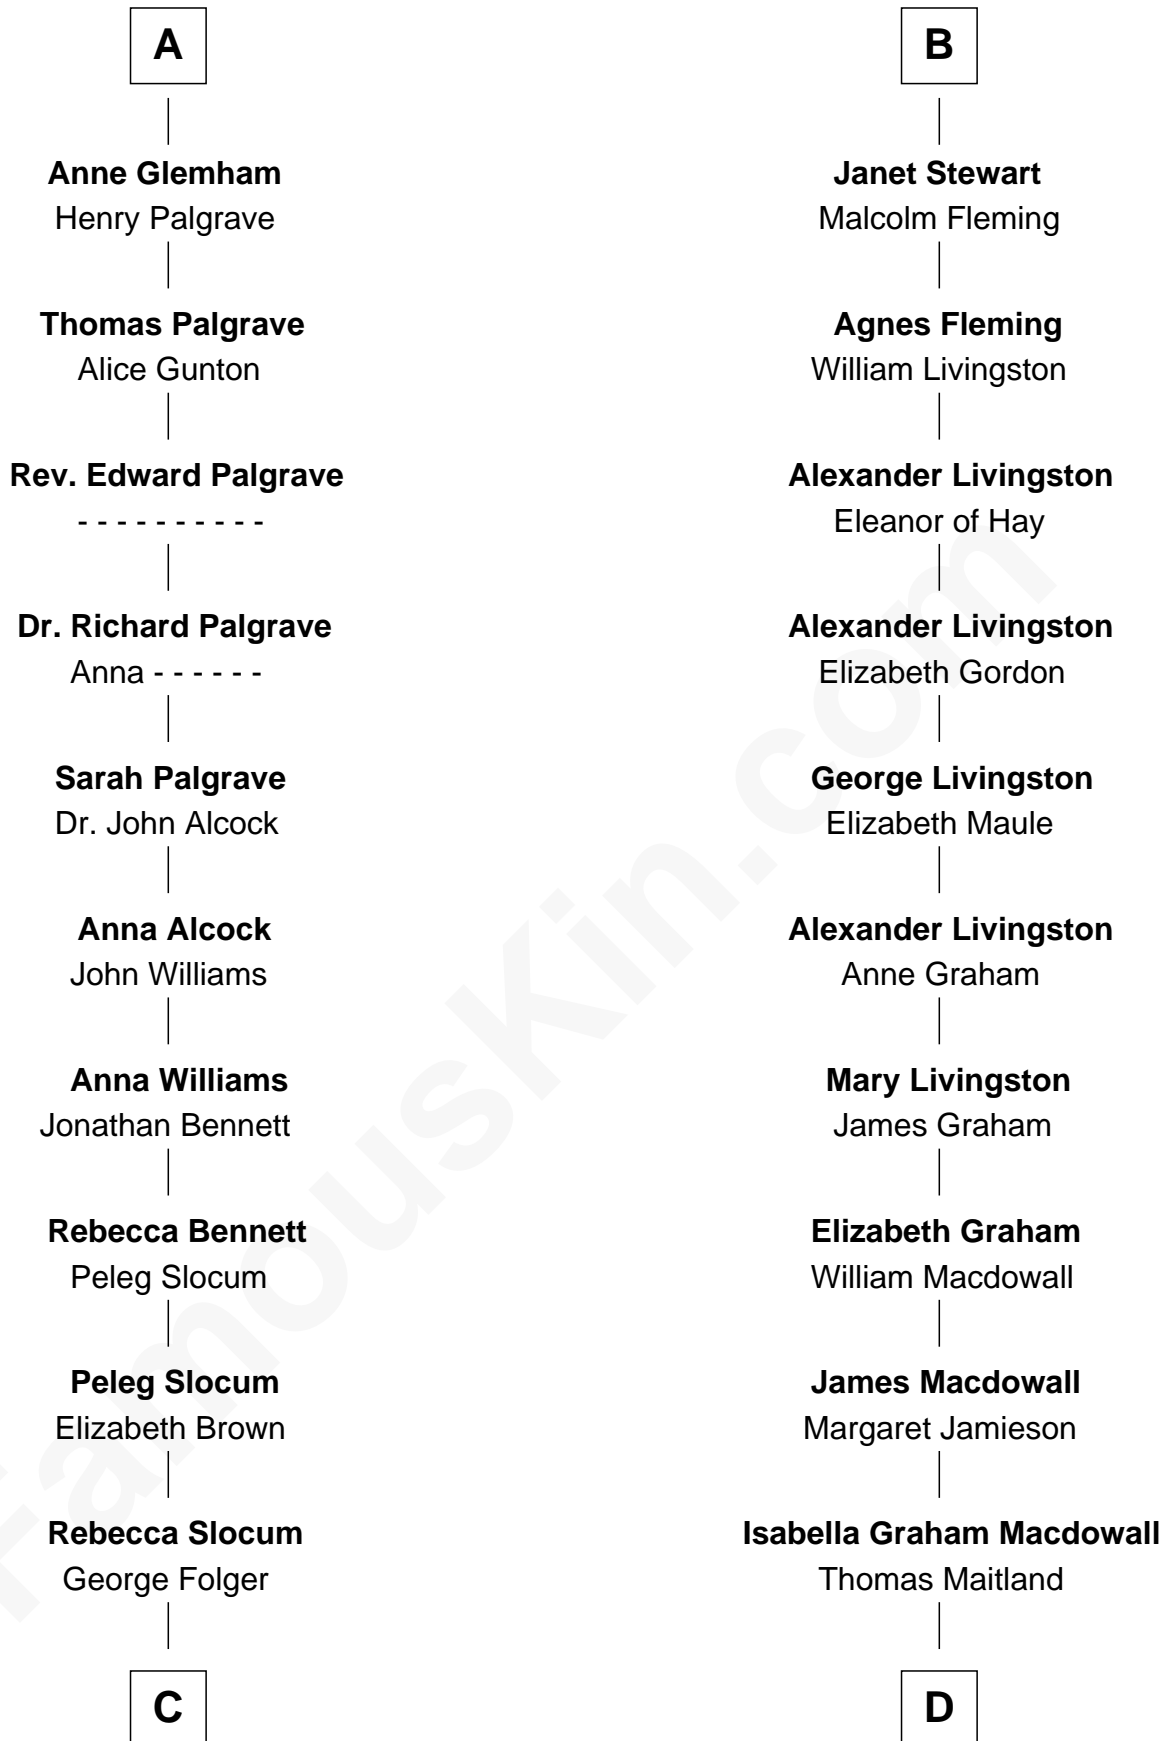 A
Anne Glemham
Henry Palgrave
Thomas Palgrave
Alice Gunton
Rev. Edward Palgrave
- - - - - - - - - -
Dr. Richard Palgrave
Anna - - - - - -
Sarah Palgrave
Dr. John Alcock
Anna Alcock
John Williams
Anna Williams
Jonathan Bennett
Rebecca Bennett
Peleg Slocum
Peleg Slocum
Elizabeth Brown
Rebecca Slocum
George Folger
C
B
Janet Stewart
Malcolm Fleming
Agnes Fleming
William Livingston
Alexander Livingston
Eleanor of Hay
Alexander Livingston
Elizabeth Gordon
George Livingston
Elizabeth Maule
Alexander Livingston
Anne Graham
Mary Livingston
James Graham
Elizabeth Graham
William Macdowall
James Macdowall
Margaret Jamieson
Isabella Graham Macdowall
Thomas Maitland
D
FamousKin.com